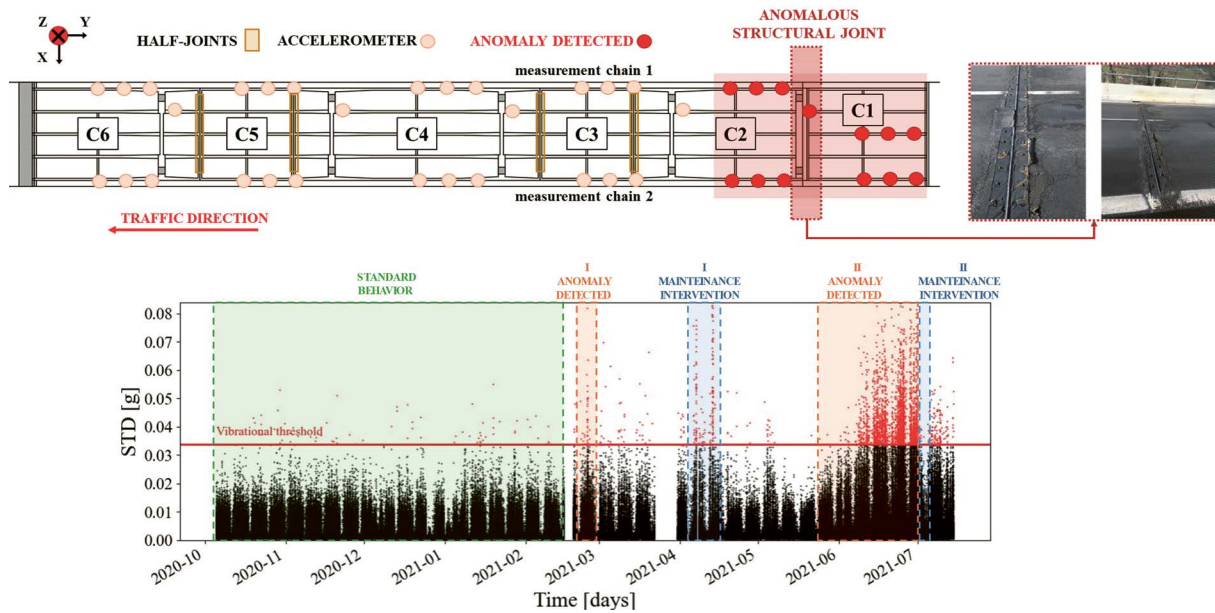 Z
Y
X
HALF-JOINTS
ACCELEROMETER
ANOMALY DETECTED
ANOMALOUS
STRUCTURAL JOINT
measurement chain 1
C6
C5
C4
C3
C2
C1
measurement chain 2
TRAFFIC DIRECTION
STANDARD
BEHAVIOR
I
ANOMALY
DETECTED
I
MAINTEINANCE
INTERVENTION
II
ANOMALY
DETECTED
II
MAINTEINANCE
INTERVENTION
STD [g]
0.08
0.07
0.06
0.05
0.04
0.03
0.02
0.01
0.00
Vibrational threshold
2020-10
2020-11
2020-12
2021-01
2021-02
2021-03
2021-04
2021-05
2021-06
2021-07
Time [days]